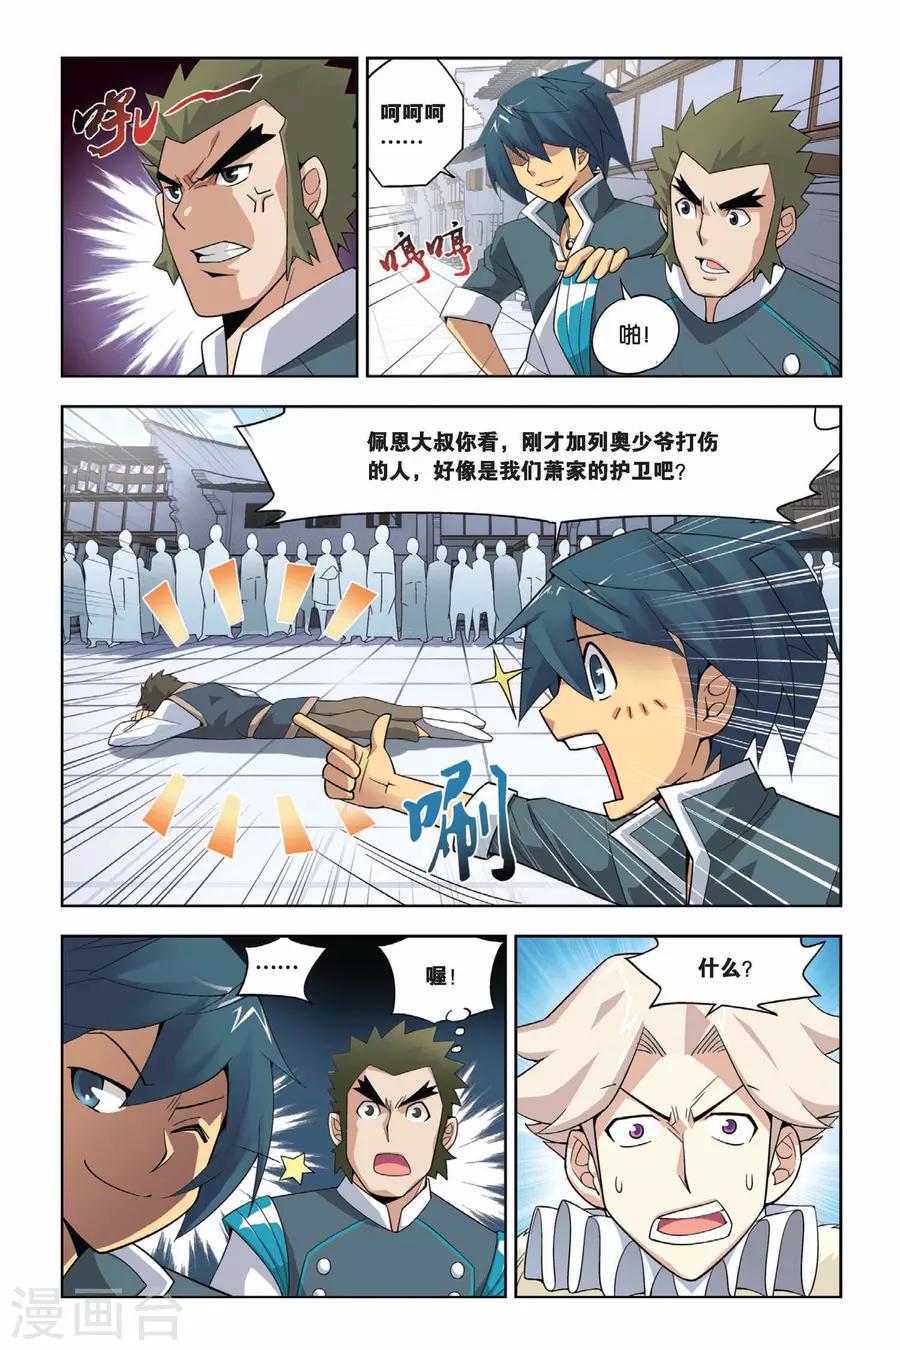 吼
呵呵呵
……
哼哼
啪！
佩恩大叔你看，刚才加列奥少爷打伤
的人，好像是我们萧家的护卫吧？
唰
……
喔！
什么？
漫画台